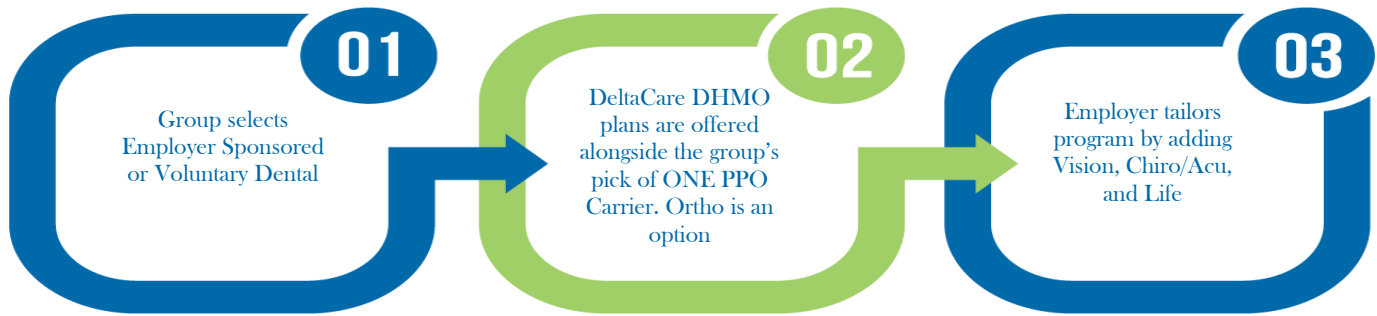 01
Group selects
Employer Sponsored
or Voluntary Dental
02
DeltaCare DHMO
plans are offered
alongside the group’s
pick of ONE PPO
Carrier. Ortho is an
option
03
Employer tailors
program by adding
Vision, Chiro/Acu,
and Life